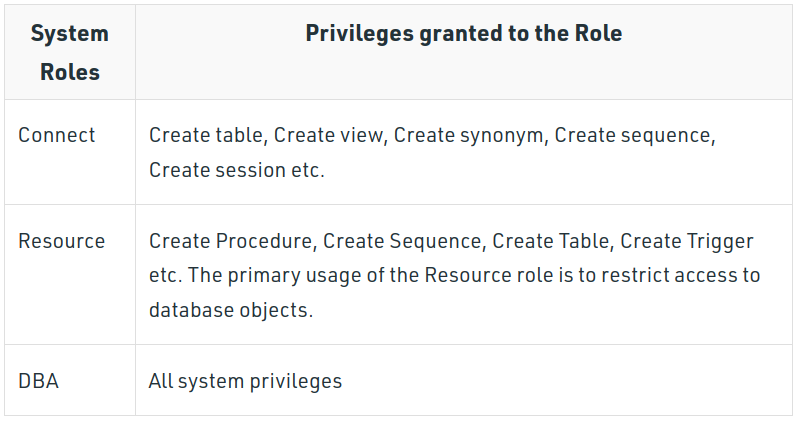 System
Roles
Privileges granted to the Role
Connect
Create table, Create view, Create synonym, Create sequence,
Create session etc.
Resource
Create Procedure, Create Sequence, Create Table, Create Trigger
etc. The primary usage of the Resource role is to restrict access to
database objects.
DBA
All system privileges